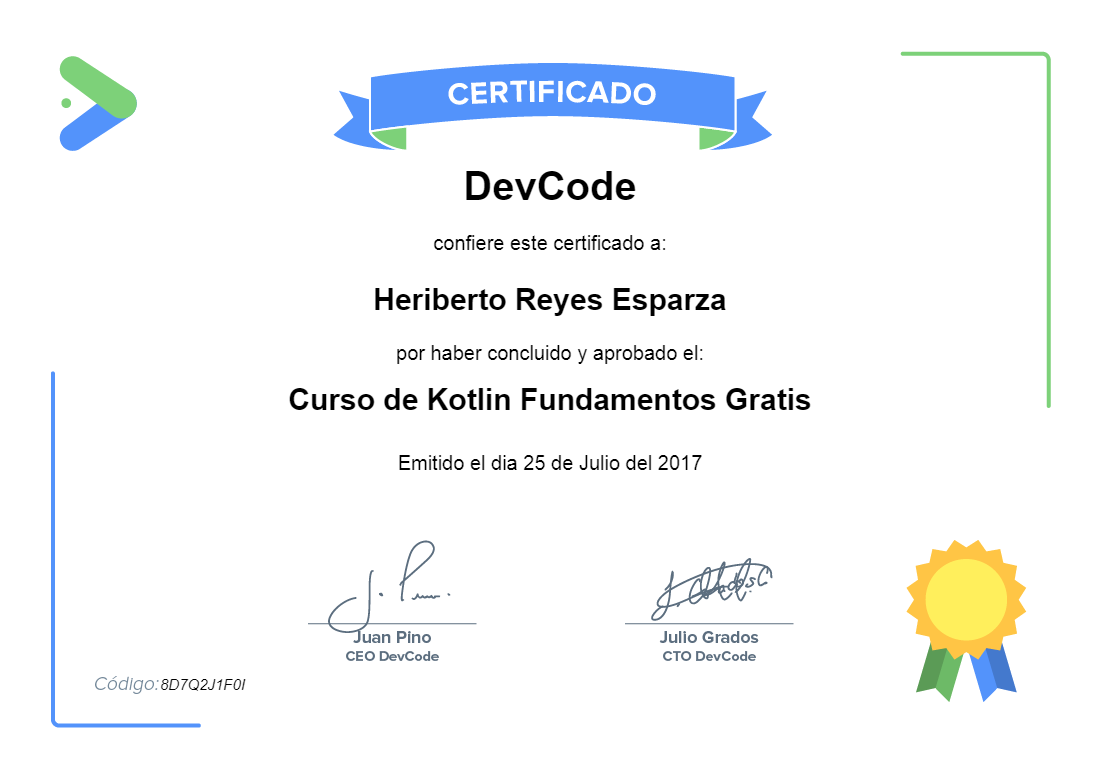 CERTIFICADO
DevCode
confiere este certificado a:
Heriberto Reyes Esparza
por haber concluido y aprobado el:
Curso de Kotlin Fundamentos Gratis
Emitido el dia 25 de Julio del 2017
Juan Pino
CEO DevCode
Julio Grados
CTO DevCode
Código:8D7Q2J1F0I